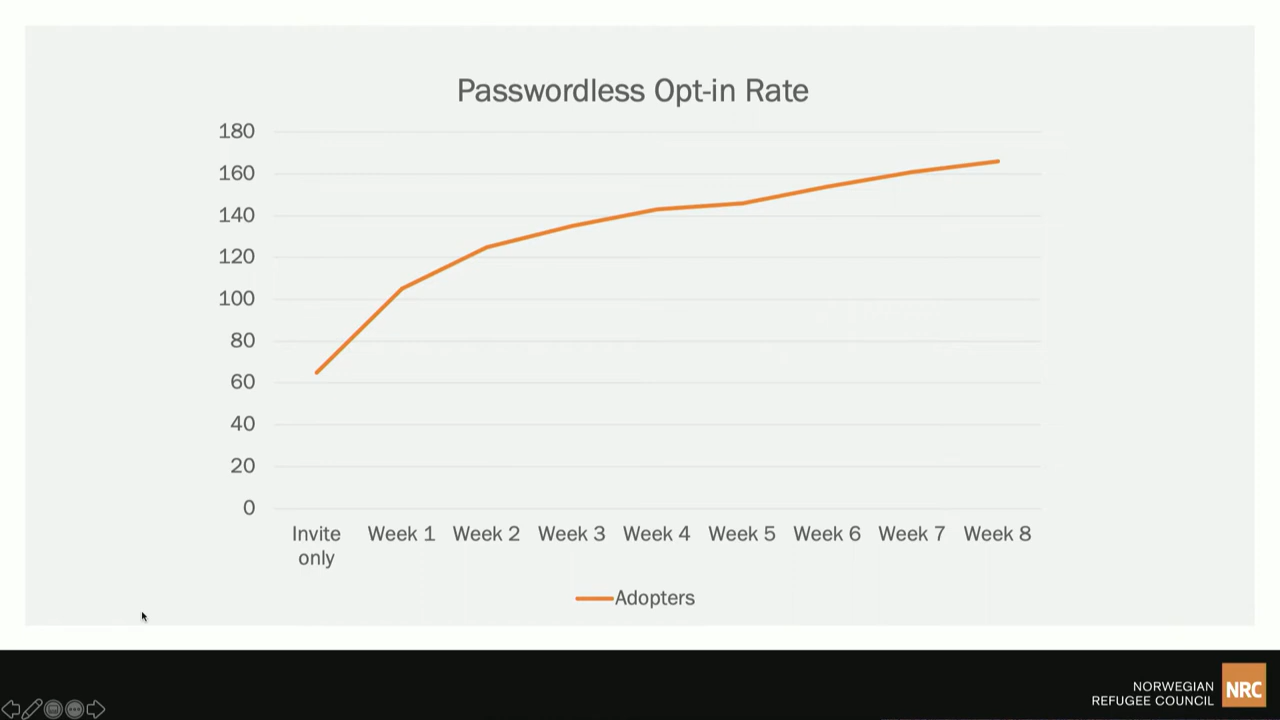 Passwordless Opt-in Rate
180
160
140
120
100
80
60
40
20
0
Invite only
Week 1
Week 2
Week 3
Week 4
Week 5
Week 6
Week 7
Week 8
Adopters
NORWEGIAN
REFUGEE COUNCIL
NRC